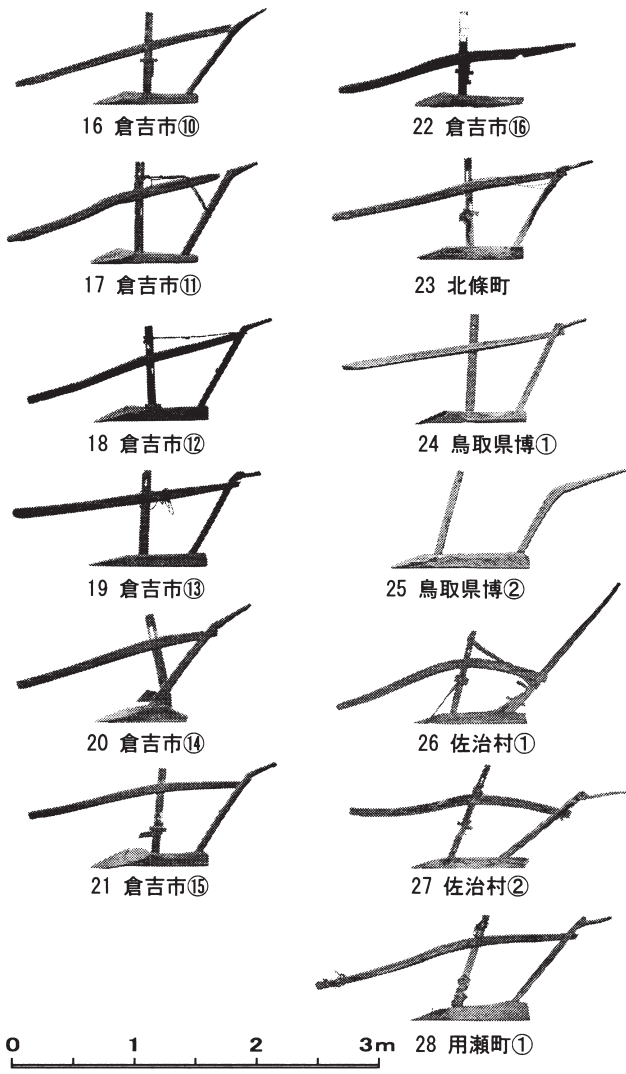 16 倉吉市⑩
17 倉吉市⑪
18 倉吉市⑫
19 倉吉市⑬
20 倉吉市⑭
21 倉吉市⑮
22 倉吉市⑯
23 北條町
24 鳥取県博①
25 鳥取県博②
26 佐治村①
27 佐治村②
28 用瀬町①
0 1 2 3m